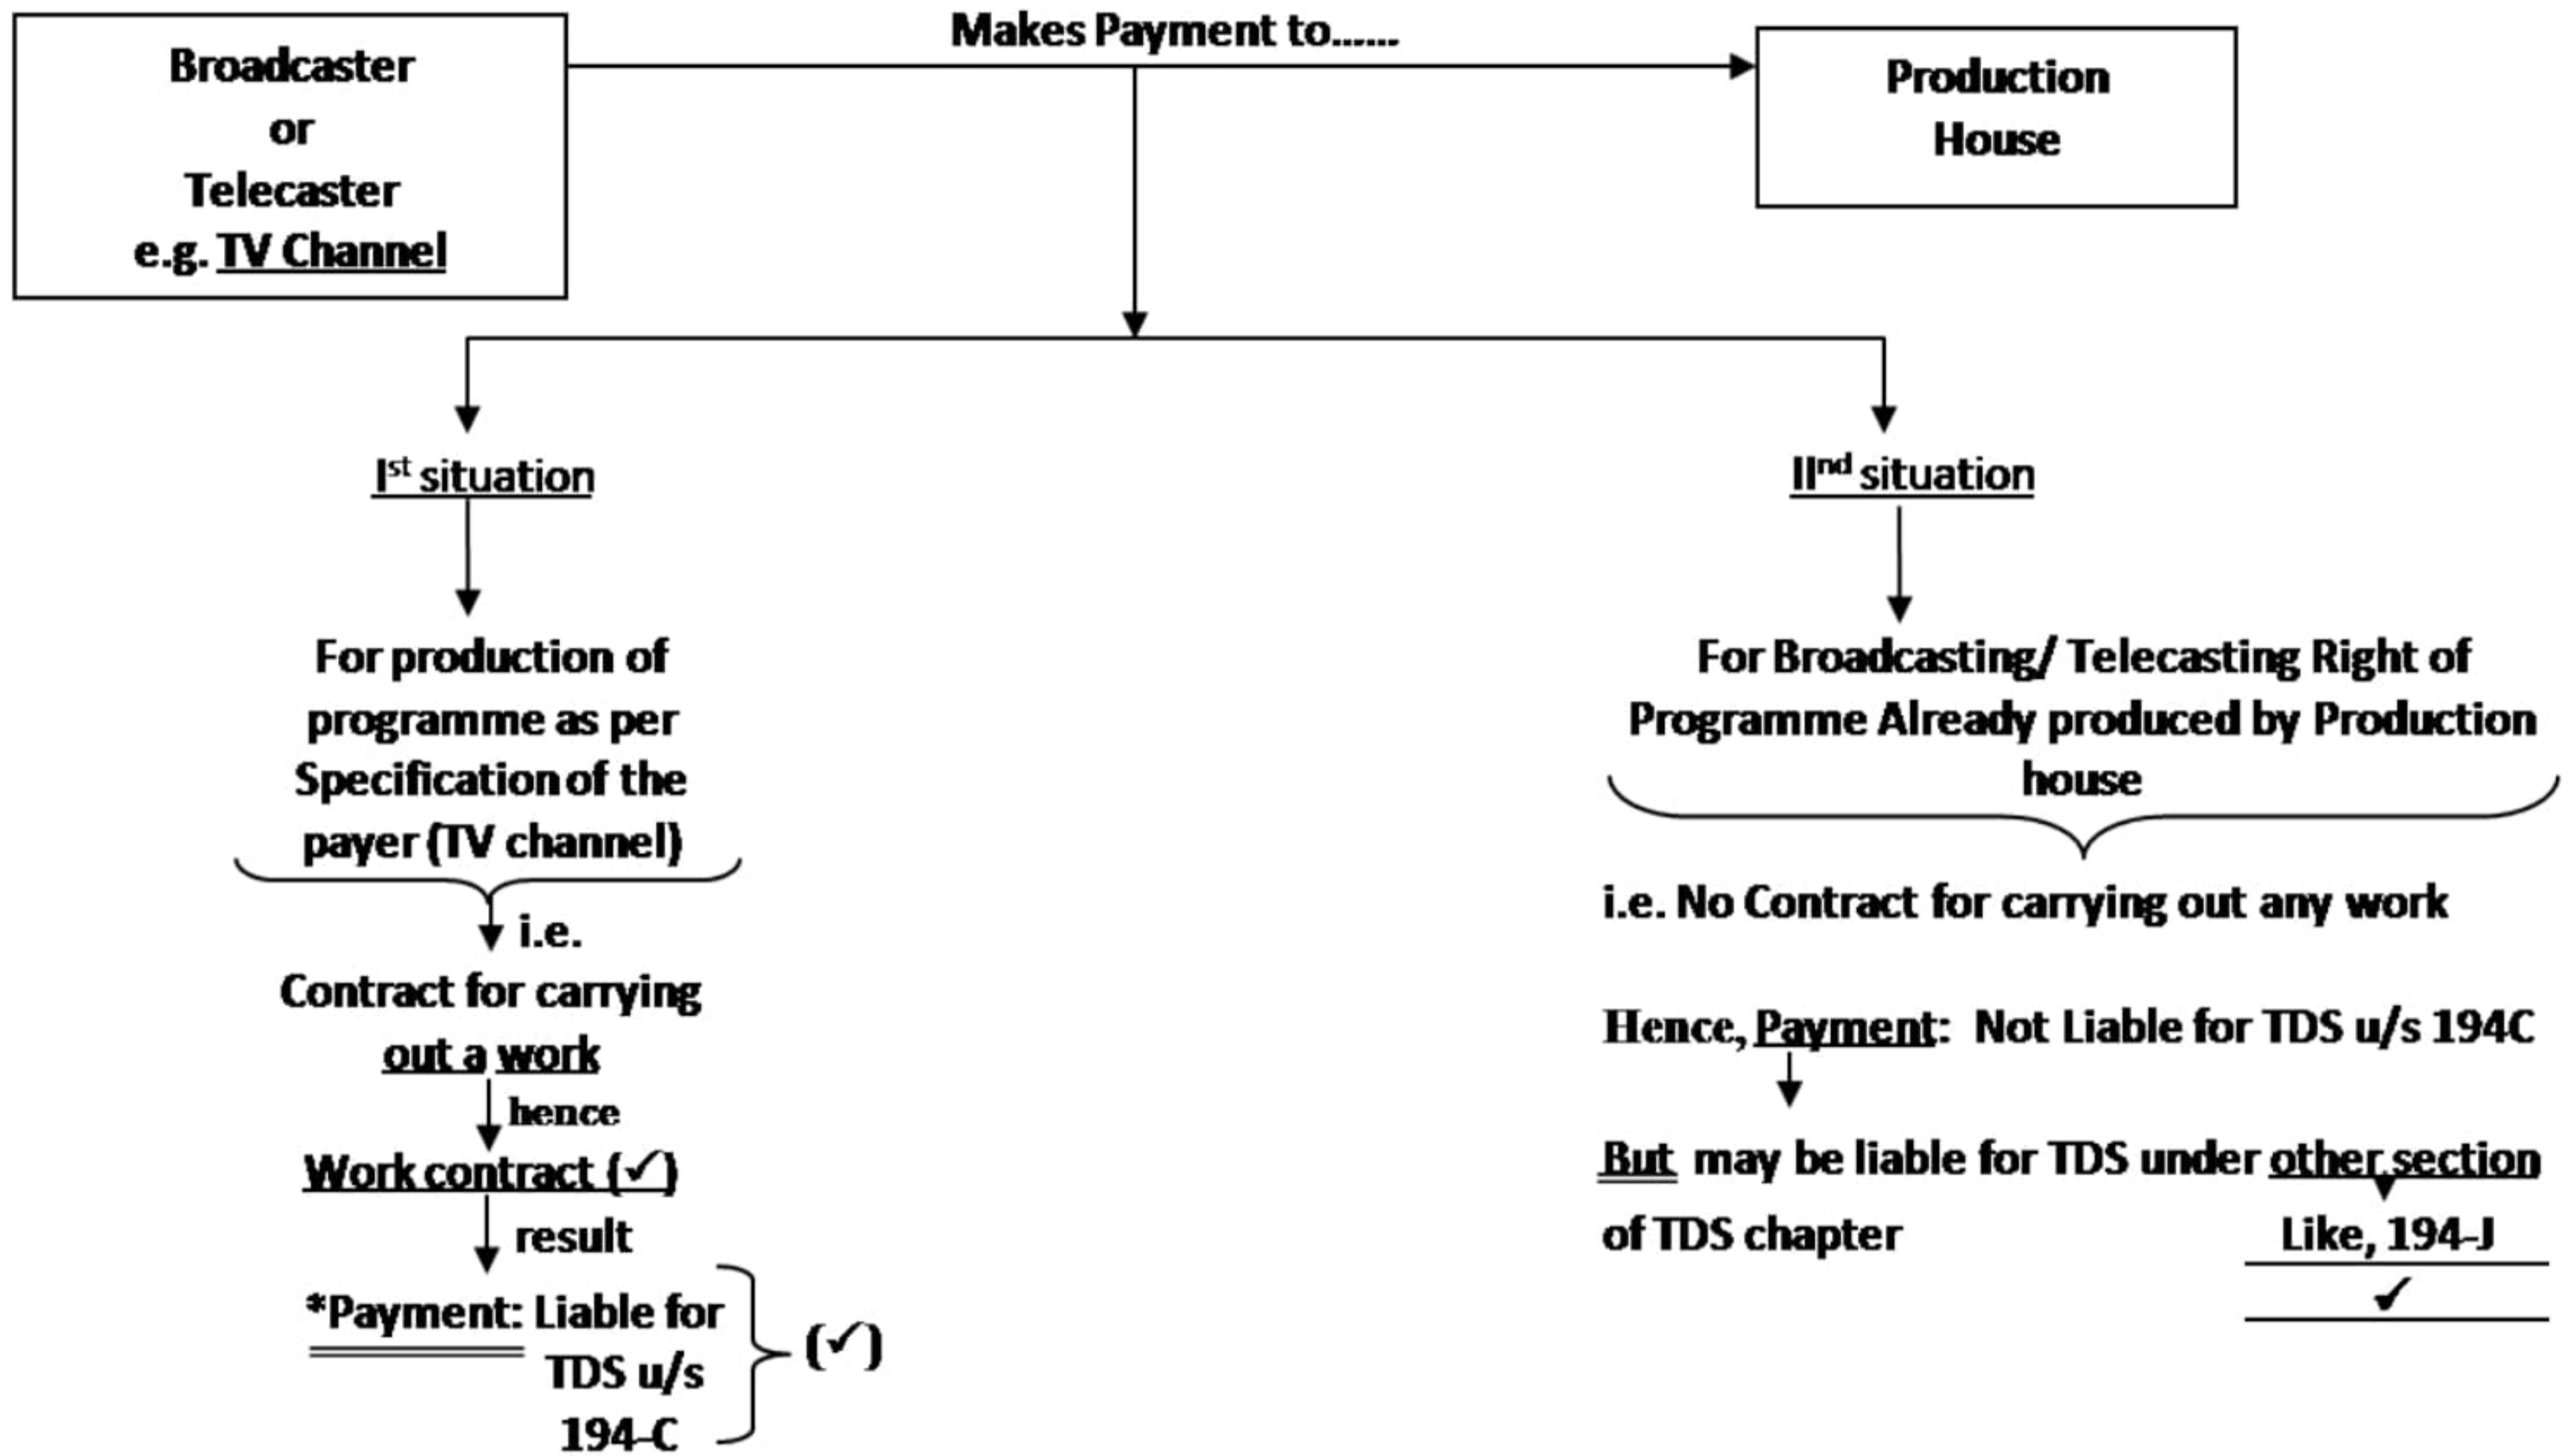 Makes Payment to......
Broadcaster
or
Telecaster
e.g. TV Channel
Production
House
Ist situation
For production of
programme as per
Specification of the
payer (TV channel)
i.e.
Contract for carrying
out a work
hence
Work contract (✓)
result
*Payment: Liable for
TDS u/s
194-C
(✓)
IInd situation
For Broadcasting/ Telecasting Right of
Programme Already produced by Production
house
i.e. No Contract for carrying out any work
Hence, Payment: Not Liable for TDS u/s 194C
But may be liable for TDS under other section
of TDS chapter
Like, 194-J
✓